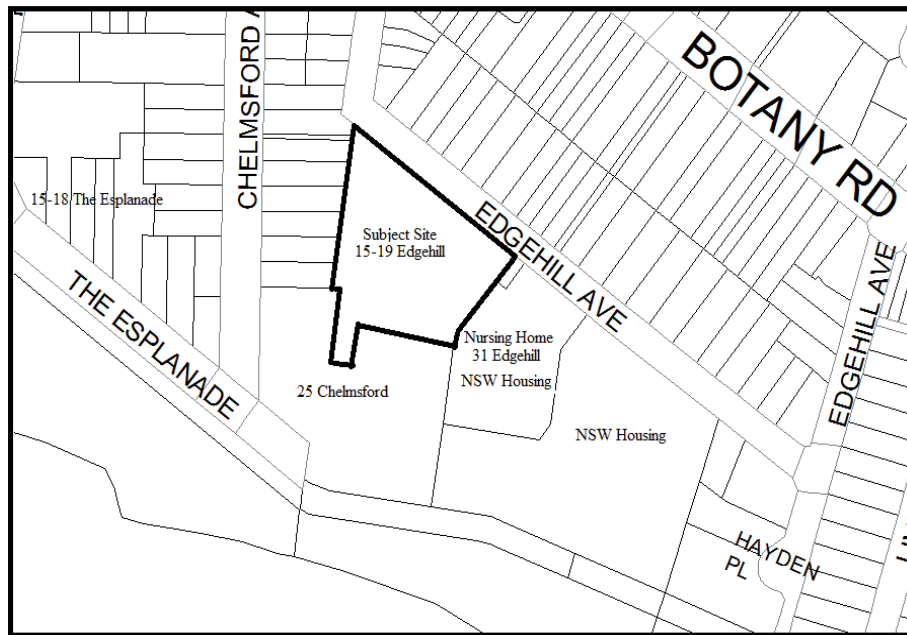 CHELMSFORD A
BOTANY RD
15-18 The Esplanade
Subject Site
15-19 Edgehill
EDGEHILL AVE
THE ESPLANADE
Nursing Home
31 Edgehill
NSW Housing
25 Chelmsford
NSW Housing
EDGEHILL AVE
HAYDEN
PL